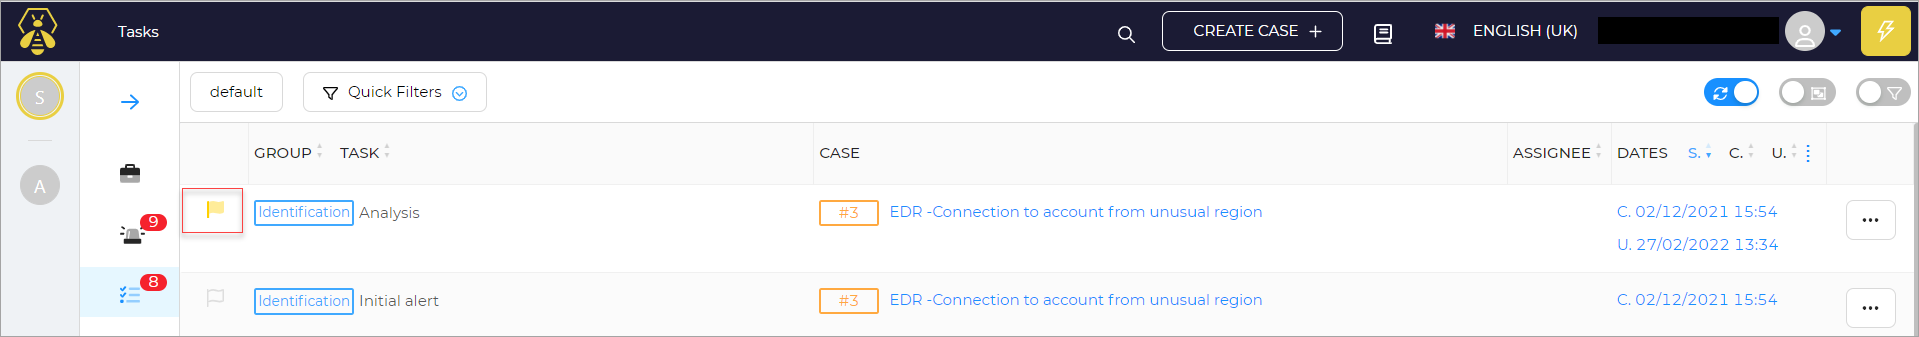 Tasks
CREATE CASE +
ENGLISH (UK)
S
A
9
8
default
Quick Filters
GROUP TASK CASE ASSIGNEE DATES S. C. U.
Identification Analysis #3 EDR -Connection to account from unusual region C. 02/12/2021 15:54
U. 27/02/2022 13:34
Identification Initial alert #3 EDR -Connection to account from unusual region C. 02/12/2021 15:54